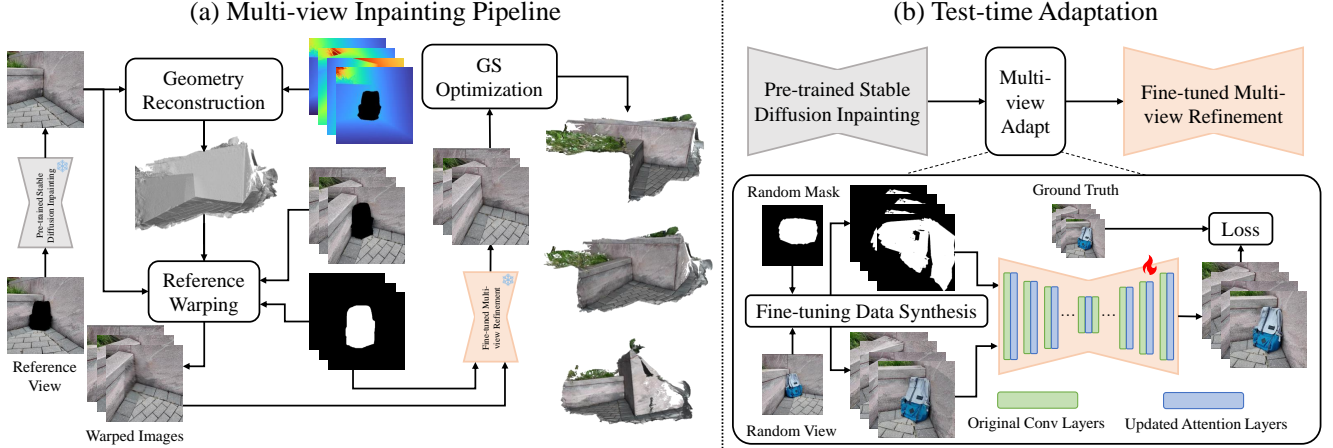 (a) Multi-view Inpainting Pipeline
Geometry
Reconstruction
GS
Optimization
Pre-trained Stable
Diffusion Inpainting
Reference
Warping
Fine-tuned Multi-
view Refinement
Reference
View
Warped Images
(b) Test-time Adaptation
Pre-trained Stable
Diffusion Inpainting
Multi-
view
Adapt
Fine-tuned Multi-
view Refinement
Random Mask
Ground Truth
Loss
Fine-tuning Data Synthesis
Random View
Original Conv Layers
Updated Attention Layers